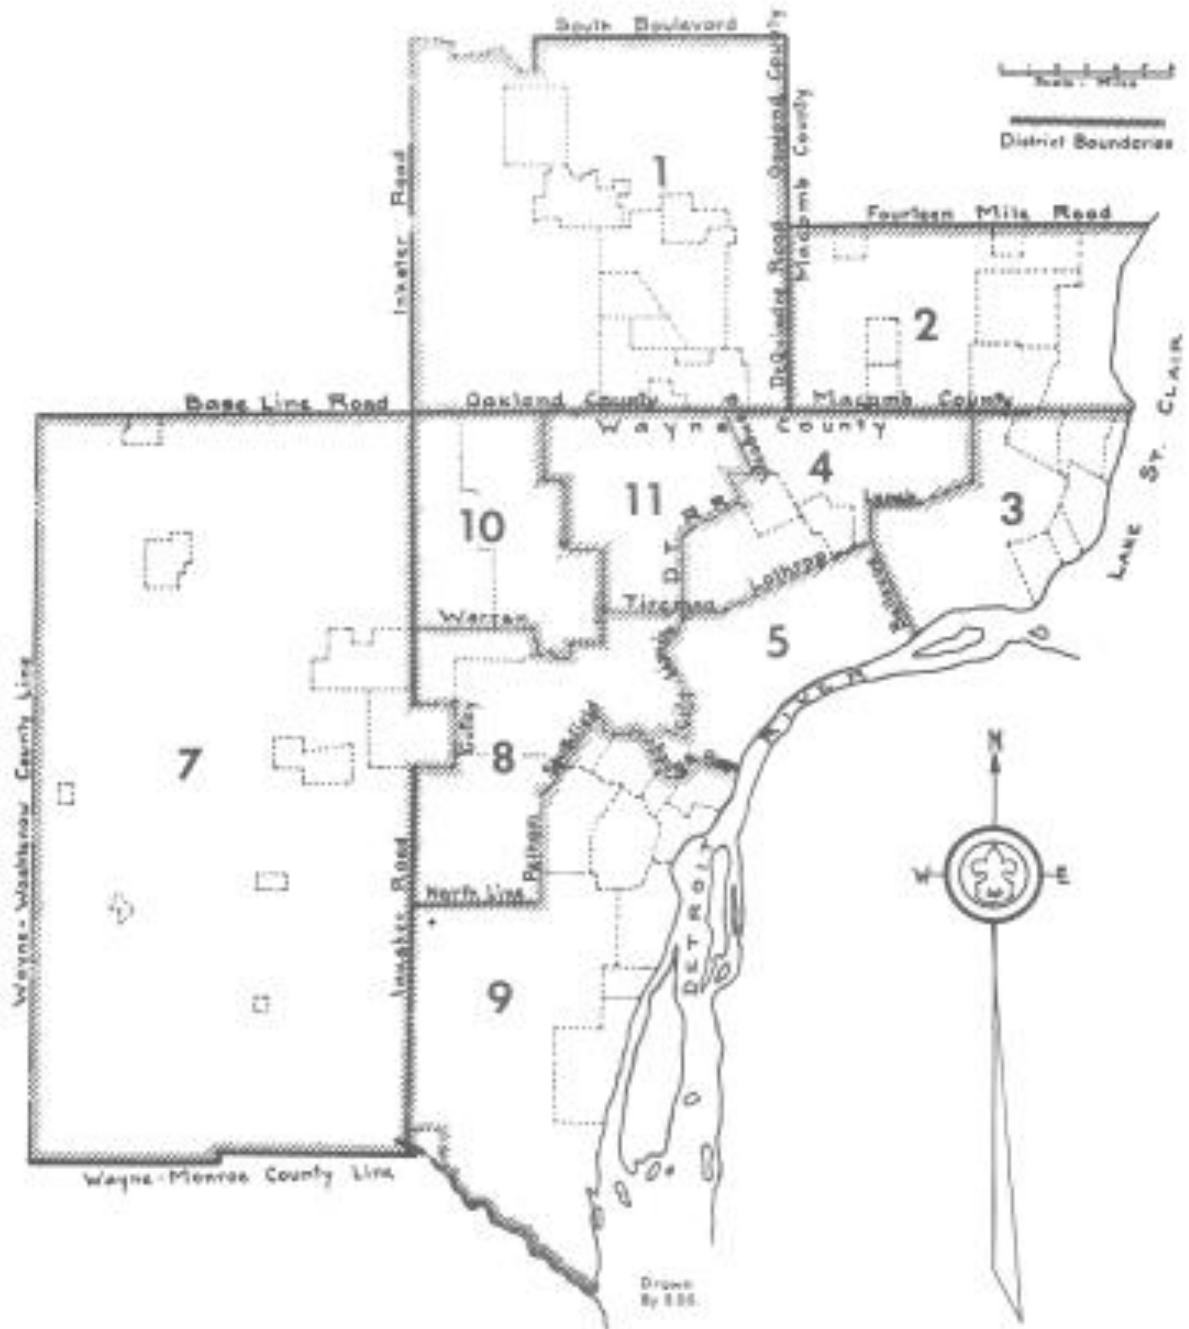 South Boulevard
Scale - Miles
District Boundaries
Oakland County
Macomb County
1
Inkster Road
DeQuindre Road
Fourteen Mile Road
2
Base Line Road
Oakland County
Macomb County
Wayne County
LAKE ST. CLAIR
4
10
11
3
D T R R
Lothrop
Tireman
Warren
5
RIVER
Wayne-Washtenaw County Line
7
8
N
W
E
Pelham
Road
North Line
DETROIT
9
Wayne-Monroe County Line
Drawn
By